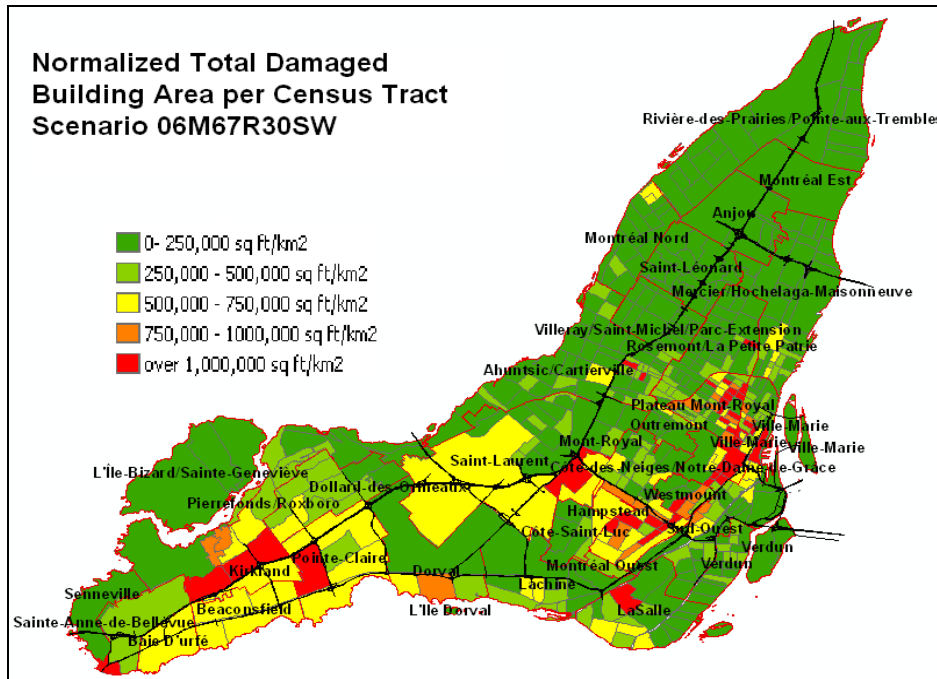 Normalized Total Damaged
Building Area per Census Tract
Scenario 06M67R30SW
0- 250,000 sq ft/km2
250,000 - 500,000 sq ft/km2
500,000 - 750,000 sq ft/km2
750,000 - 1000,000 sq ft/km2
over 1,000,000 sq ft/km2
Rivière-des-Prairies/Pointe-aux-Trembles
Montréal Est
Anjou
Montréal Nord
Saint-Léonard
Mercier/Hochelaga-Maisonneuve
Villeray/Saint-Michel/Parc-Extension
Rosemont/La Petite Patrie
Ahuntsic/Cartierville
Plateau Mont-Royal
Outremont
Ville-Marie
Mont-Royal
Ville-Marie
Ville-Marie
Saint-Laurent
Côte-des-Neiges/Notre-Dame-de-Grâce
L'Île-Bizard/Sainte-Geneviève
Dollard-des-Ormeaux
Pierrefonds/Roxboro
Westmount
Hampstead
Sud-Ouest
Côte-Saint-Luc
Verdun
Pointe-Claire
Kirkland
Dorval
Montréal Ouest
Verdun
Senneville
Lachine
Beaconsfield
L'Ile Dorval
LaSalle
Sainte-Anne-de-Bellevue
Baie D'urfé